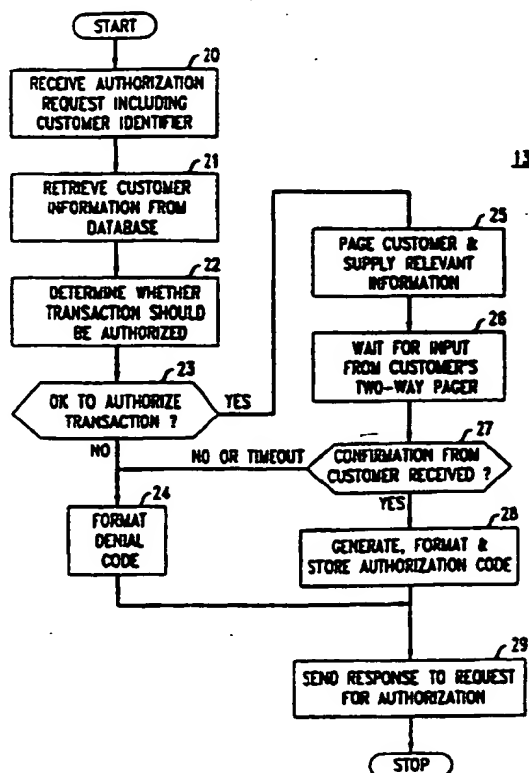 START
20
RECEIVE AUTHORIZATION
REQUEST INCLUDING
CUSTOMER IDENTIFIER
21
RETRIEVE CUSTOMER
INFORMATION FROM
DATABASE
22
DETERMINE WHETHER
TRANSACTION SHOULD
BE AUTHORIZED
23
OK TO AUTHORIZE
TRANSACTION ?
YES
NO
24
FORMAT
DENIAL
CODE
13
25
PAGE CUSTOMER &
SUPPLY RELEVANT
INFORMATION
26
WAIT FOR INPUT
FROM CUSTOMER'S
TWO-WAY PAGER
27
CONFIRMATION FROM
CUSTOMER RECEIVED ?
NO OR TIMEOUT
YES
28
GENERATE, FORMAT &
STORE AUTHORIZATION CODE
29
SEND RESPONSE TO REQUEST
FOR AUTHORIZATION
STOP